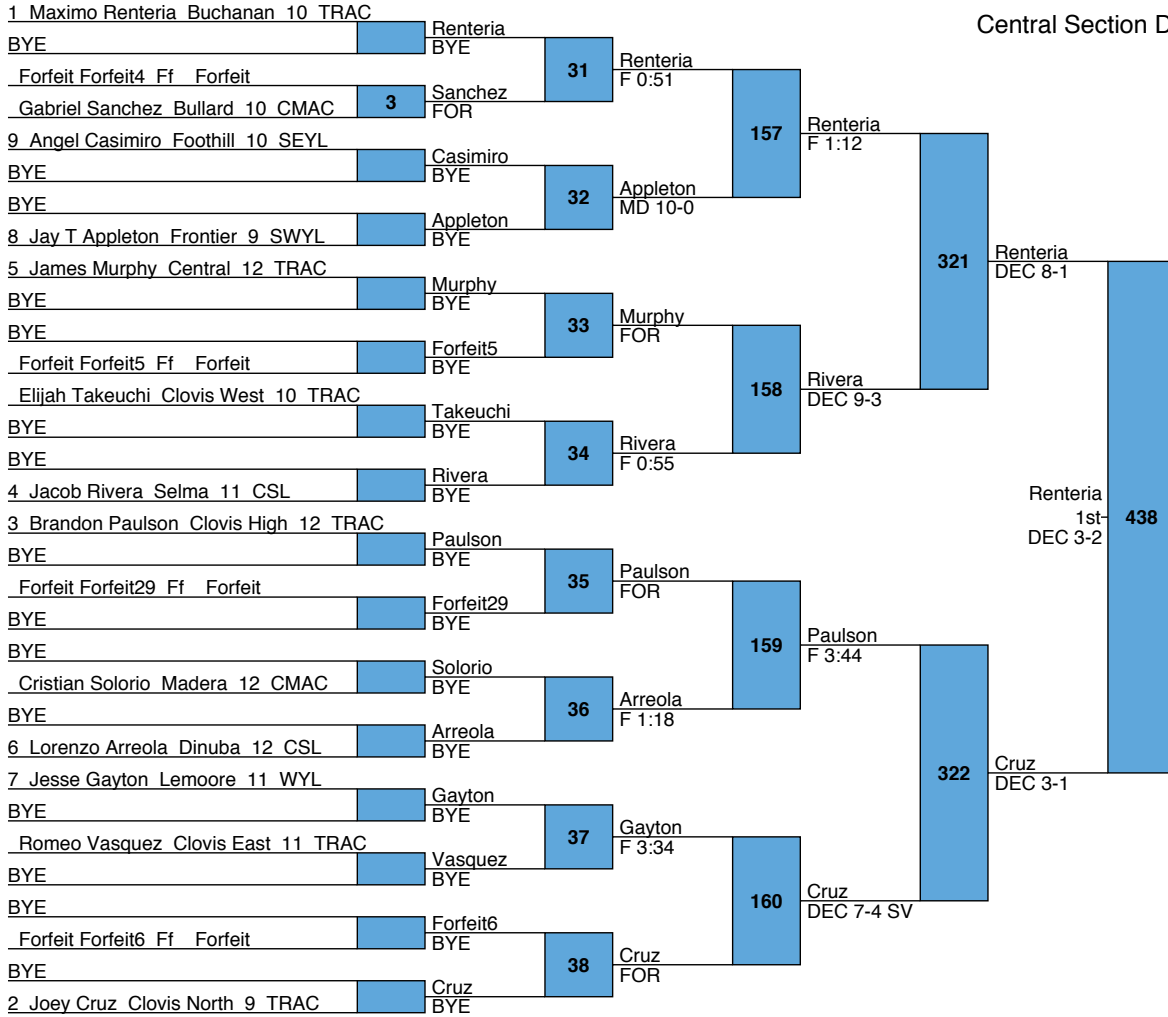 Central Section D
1 Maximo Renteria Buchanan 10 TRAC
BYE
Forfeit Forfeit4 Ff Forfeit
Gabriel Sanchez Bullard 10 CMAC
9 Angel Casimiro Foothill 10 SEYL
BYE
BYE
8 Jay T Appleton Frontier 9 SWYL
5 James Murphy Central 12 TRAC
BYE
BYE
Forfeit Forfeit5 Ff Forfeit
Elijah Takeuchi Clovis West 10 TRAC
BYE
BYE
4 Jacob Rivera Selma 11 CSL
3 Brandon Paulson Clovis High 12 TRAC
BYE
Forfeit Forfeit29 Ff Forfeit
BYE
BYE
Cristian Solorio Madera 12 CMAC
BYE
6 Lorenzo Arreola Dinuba 12 CSL
7 Jesse Gayton Lemoore 11 WYL
BYE
Romeo Vasquez Clovis East 11 TRAC
BYE
BYE
Forfeit Forfeit6 Ff Forfeit
BYE
2 Joey Cruz Clovis North 9 TRAC
3
Renteria
BYE
Sanchez
FOR
Casimiro
BYE
Appleton
BYE
Murphy
BYE
Forfeit5
BYE
Takeuchi
BYE
Rivera
BYE
Paulson
BYE
Forfeit29
BYE
Solorio
BYE
Arreola
BYE
Gayton
BYE
Vasquez
BYE
Forfeit6
BYE
Cruz
BYE
31
32
33
34
35
36
37
38
Renteria
F 0:51
Appleton
MD 10-0
Murphy
FOR
Rivera
F 0:55
Paulson
FOR
Arreola
F 1:18
Gayton
F 3:34
Cruz
FOR
157
158
159
160
Renteria
F 1:12
Rivera
DEC 9-3
Paulson
F 3:44
Cruz
DEC 7-4 SV
321
322
Renteria
DEC 8-1
Cruz
DEC 3-1
Renteria
1st
DEC 3-2
438